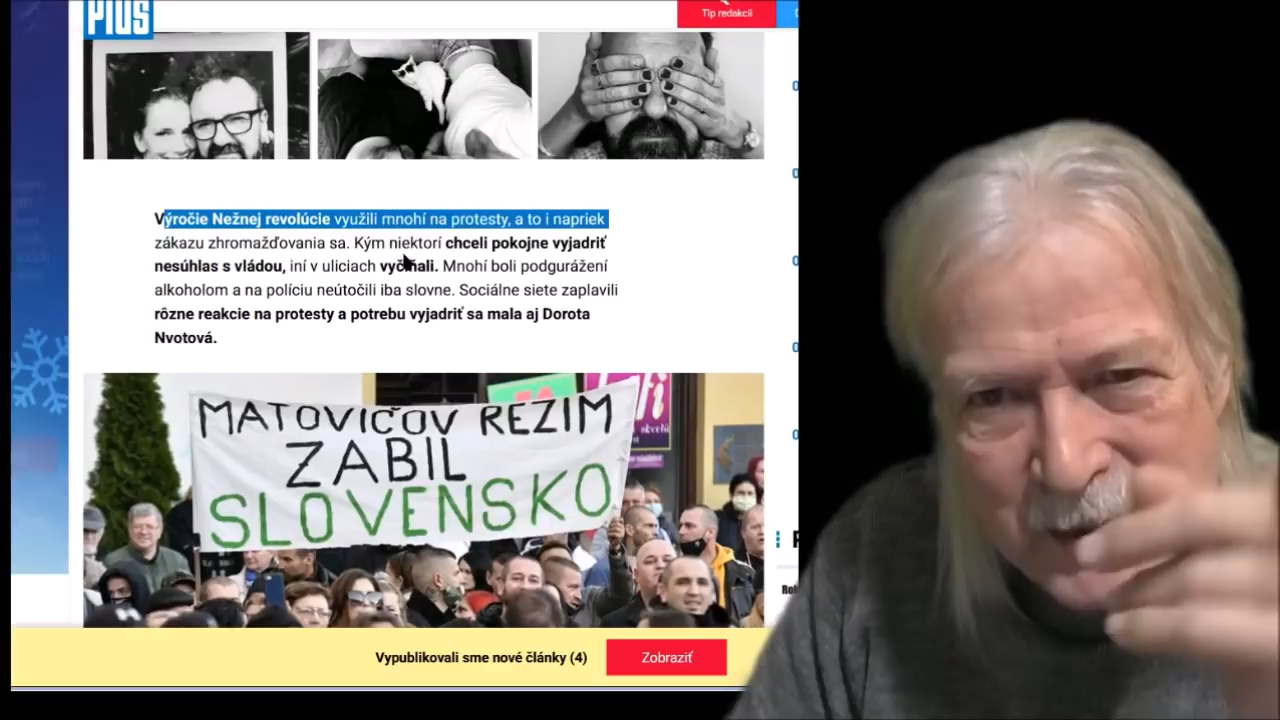 PLUS
Tip redakcii
Výročie Nežnej revolúcie využili mnohí na protesty, a to i napriek
zákazu zhromažďovania sa. Kým niektorí chceli pokojne vyjadriť
nesúhlas s vládou, iní v uliciach vyčíňali. Mnohí boli podgurážení
alkoholom a na políciu neútočili iba slovne. Sociálne siete zaplavili
rôzne reakcie na protesty a potrebu vyjadriť sa mala aj Dorota
Nvotová.
MATOVIČOV REZIM
ZABIL
SLOVENSKO
Vypublikovali sme nové články (4)
Zobraziť